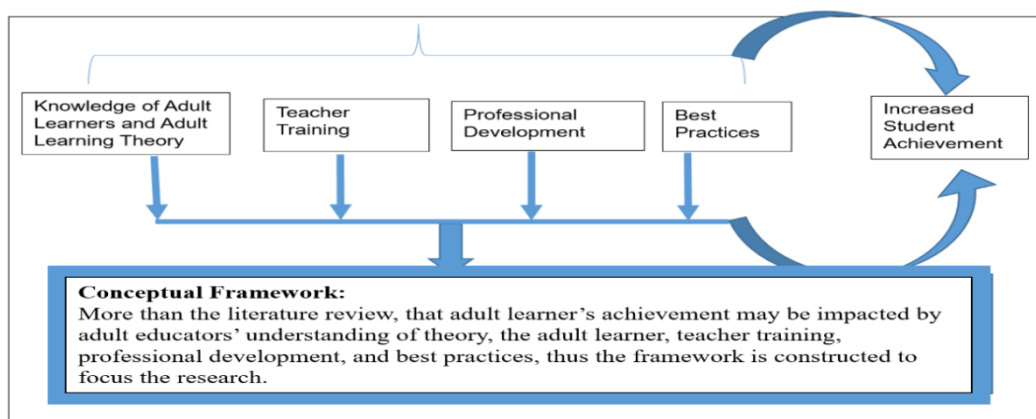 Knowledge of Adult
Learners and Adult
Learning Theory
Teacher
Training
Professional
Development
Best
Practices
Increased
Student
Achievement
Conceptual Framework:
More than the literature review, that adult learner's achievement may be impacted by
adult educators' understanding of theory, the adult learner, teacher training,
professional development, and best practices, thus the framework is constructed to
focus the research.